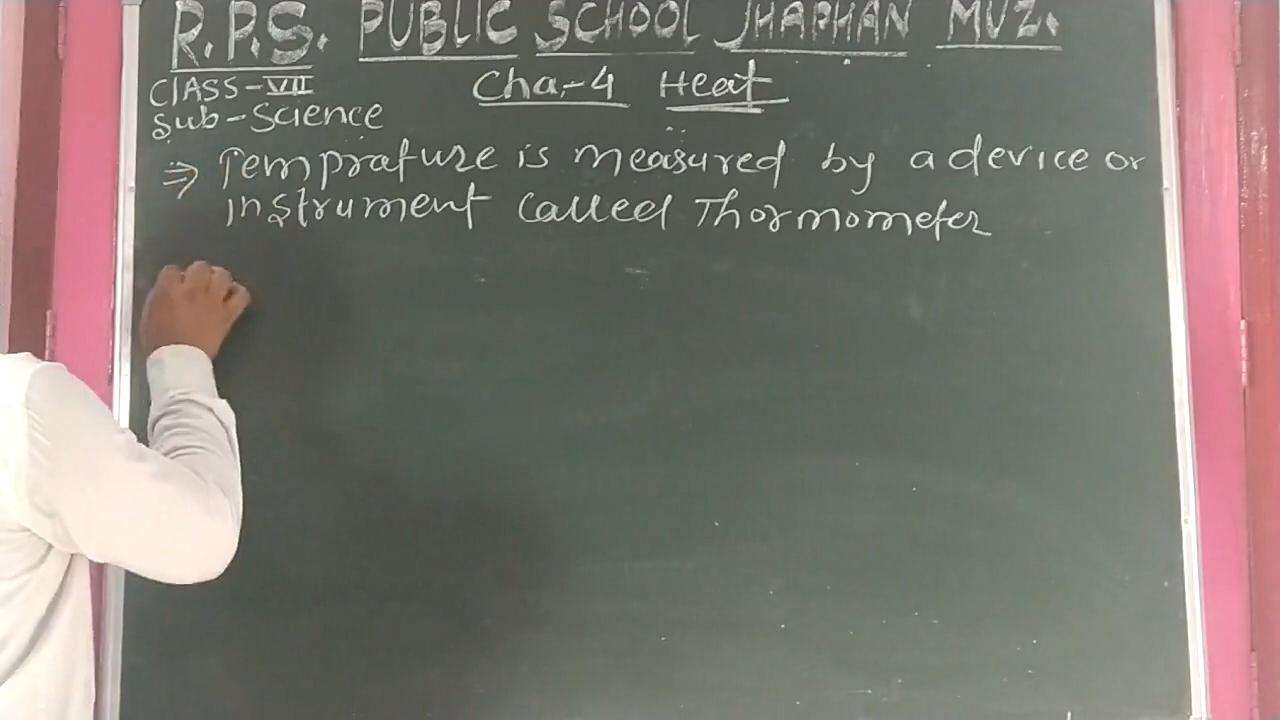 R.P.S. PUBLIC SCHOOL JHAPHAN MUZ.
CLASS-VII
Cha.-4 Heat
Sub-Science
⇒ Temprature is measured by a device or
instrument called Thormometer